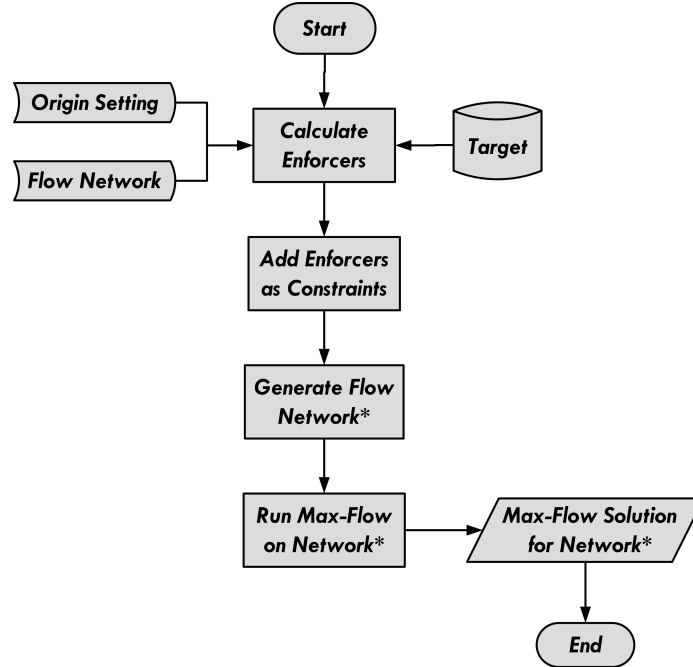 Start
Origin Setting
Calculate
Enforcers
Target
Flow Network
Add Enforcers
as Constraints
Generate Flow
Network*
Run Max-Flow
on Network*
Max-Flow Solution
for Network*
End